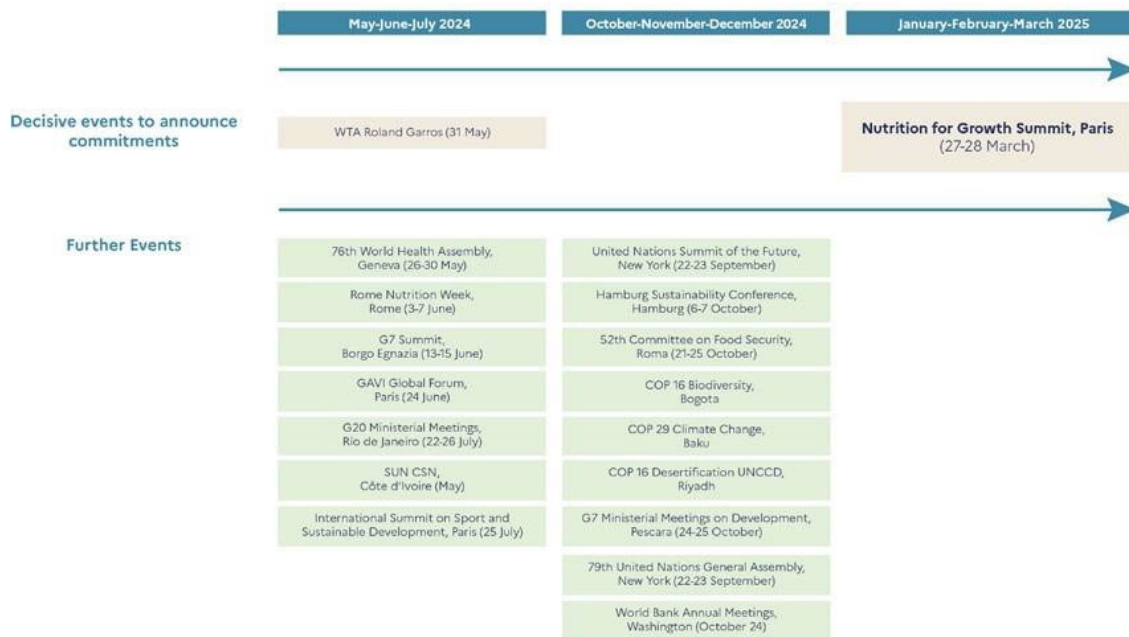 May-June-July 2024
October-November-December 2024
January-February-March 2025
Decisive events to announce
commitments
WTA Roland Garros (31 May)
Nutrition for Growth Summit, Paris
(27-28 March)
Further Events
76th World Health Assembly,
Geneva (26-30 May)
Rome Nutrition Week,
Rome (3-7 June)
G7 Summit,
Borgo Egnazia (13-15 June)
GAVI Global Forum,
Paris (24 June)
G20 Ministerial Meetings,
Rio de Janeiro (22-26 July)
SUN CSN,
Côte d'Ivoire (May)
International Summit on Sport and
Sustainable Development, Paris (25 July)
United Nations Summit of the Future,
New York (22-23 September)
Hamburg Sustainability Conference,
Hamburg (6-7 October)
52th Committee on Food Security,
Roma (21-25 October)
COP 16 Biodiversity,
Bogota
COP 29 Climate Change,
Baku
COP 16 Desertification UNCCD,
Riyadh
G7 Ministerial Meetings on Development,
Pescara (24-25 October)
79th United Nations General Assembly,
New York (22-23 September)
World Bank Annual Meetings,
Washington (October 24)